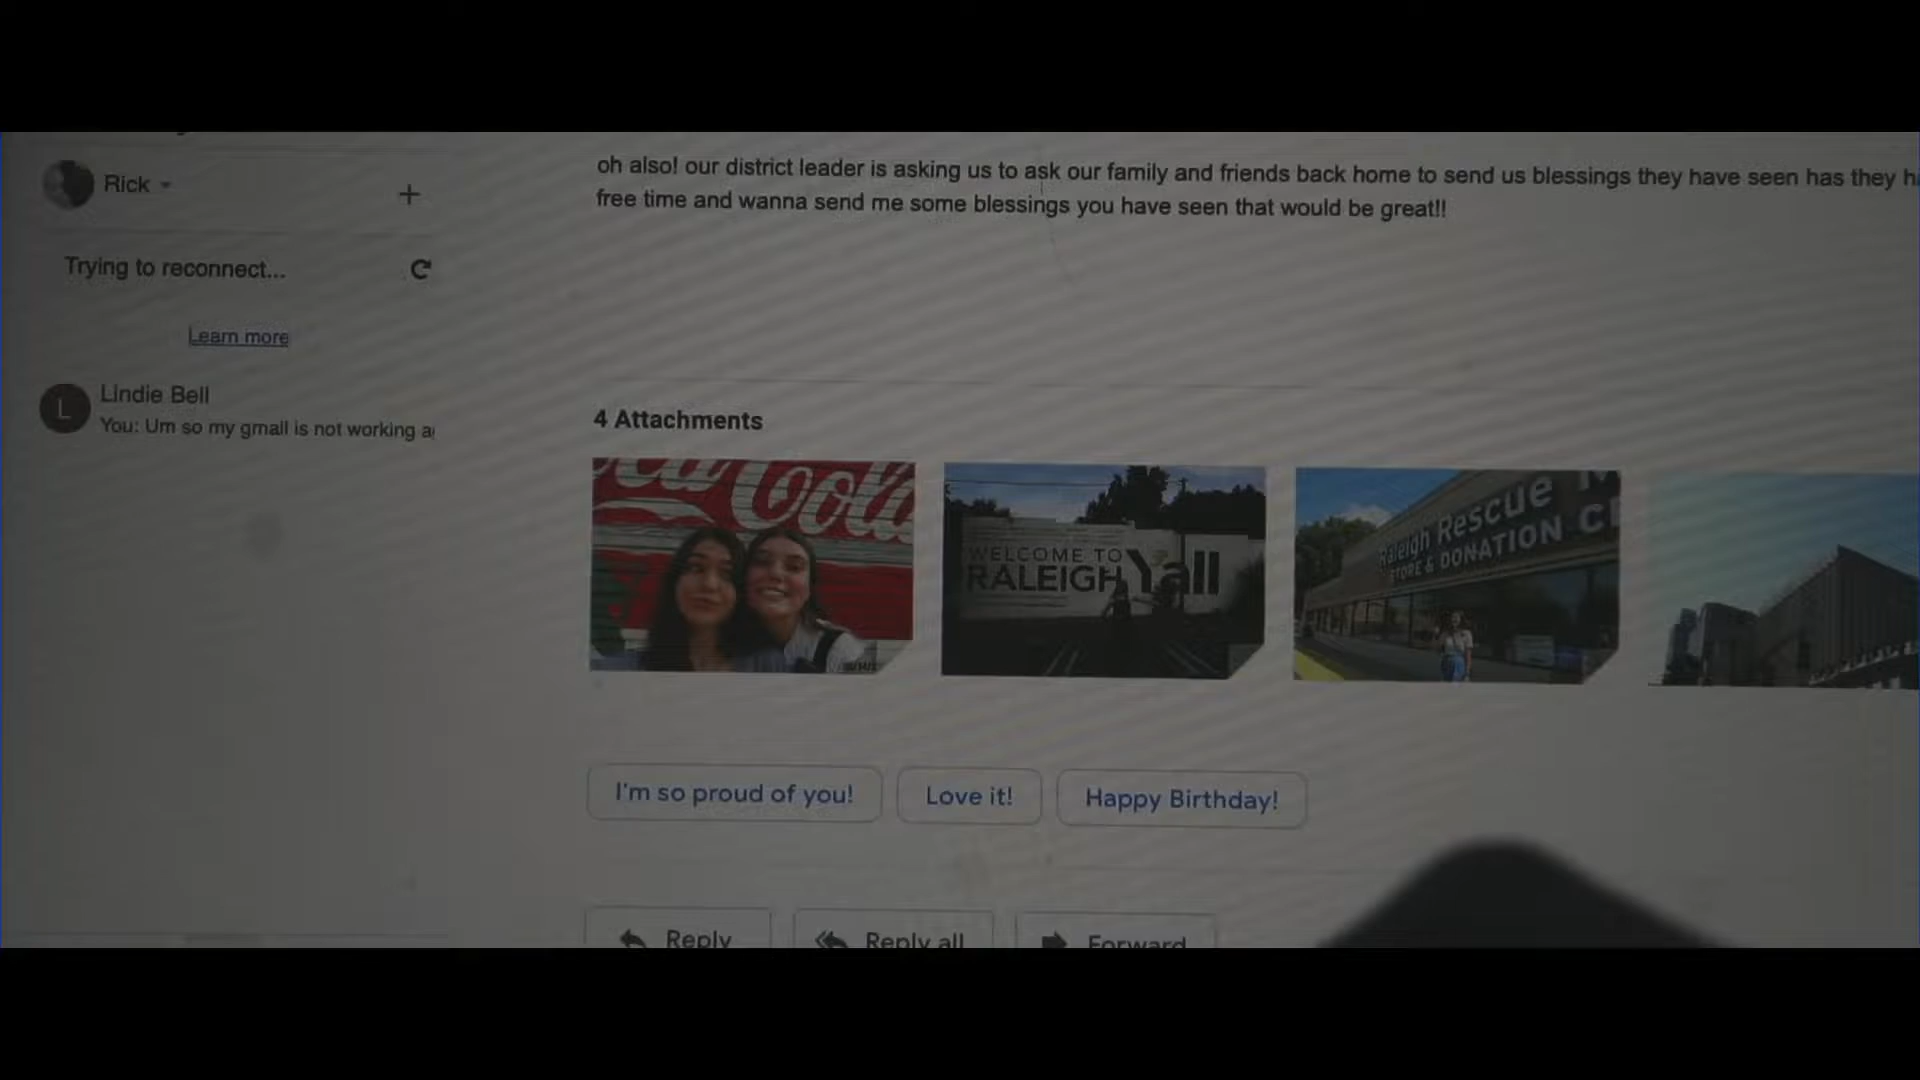 Rick
+
oh also! our district leader is asking us to ask our family and friends back home to send us blessings they have seen has they
free time and wanna send me some blessings you have seen that would be great!!
Trying to reconnect...
Learn more
L
Lindie Bell
You: Um so my gmail is not working
4 Attachments
Coca Cola
WELCOME TO
RALEIGH Yall
Raleigh Rescue
STORE & DONATION
I'm so proud of you!
Love it!
Happy Birthday!
Reply
Reply all
Forward